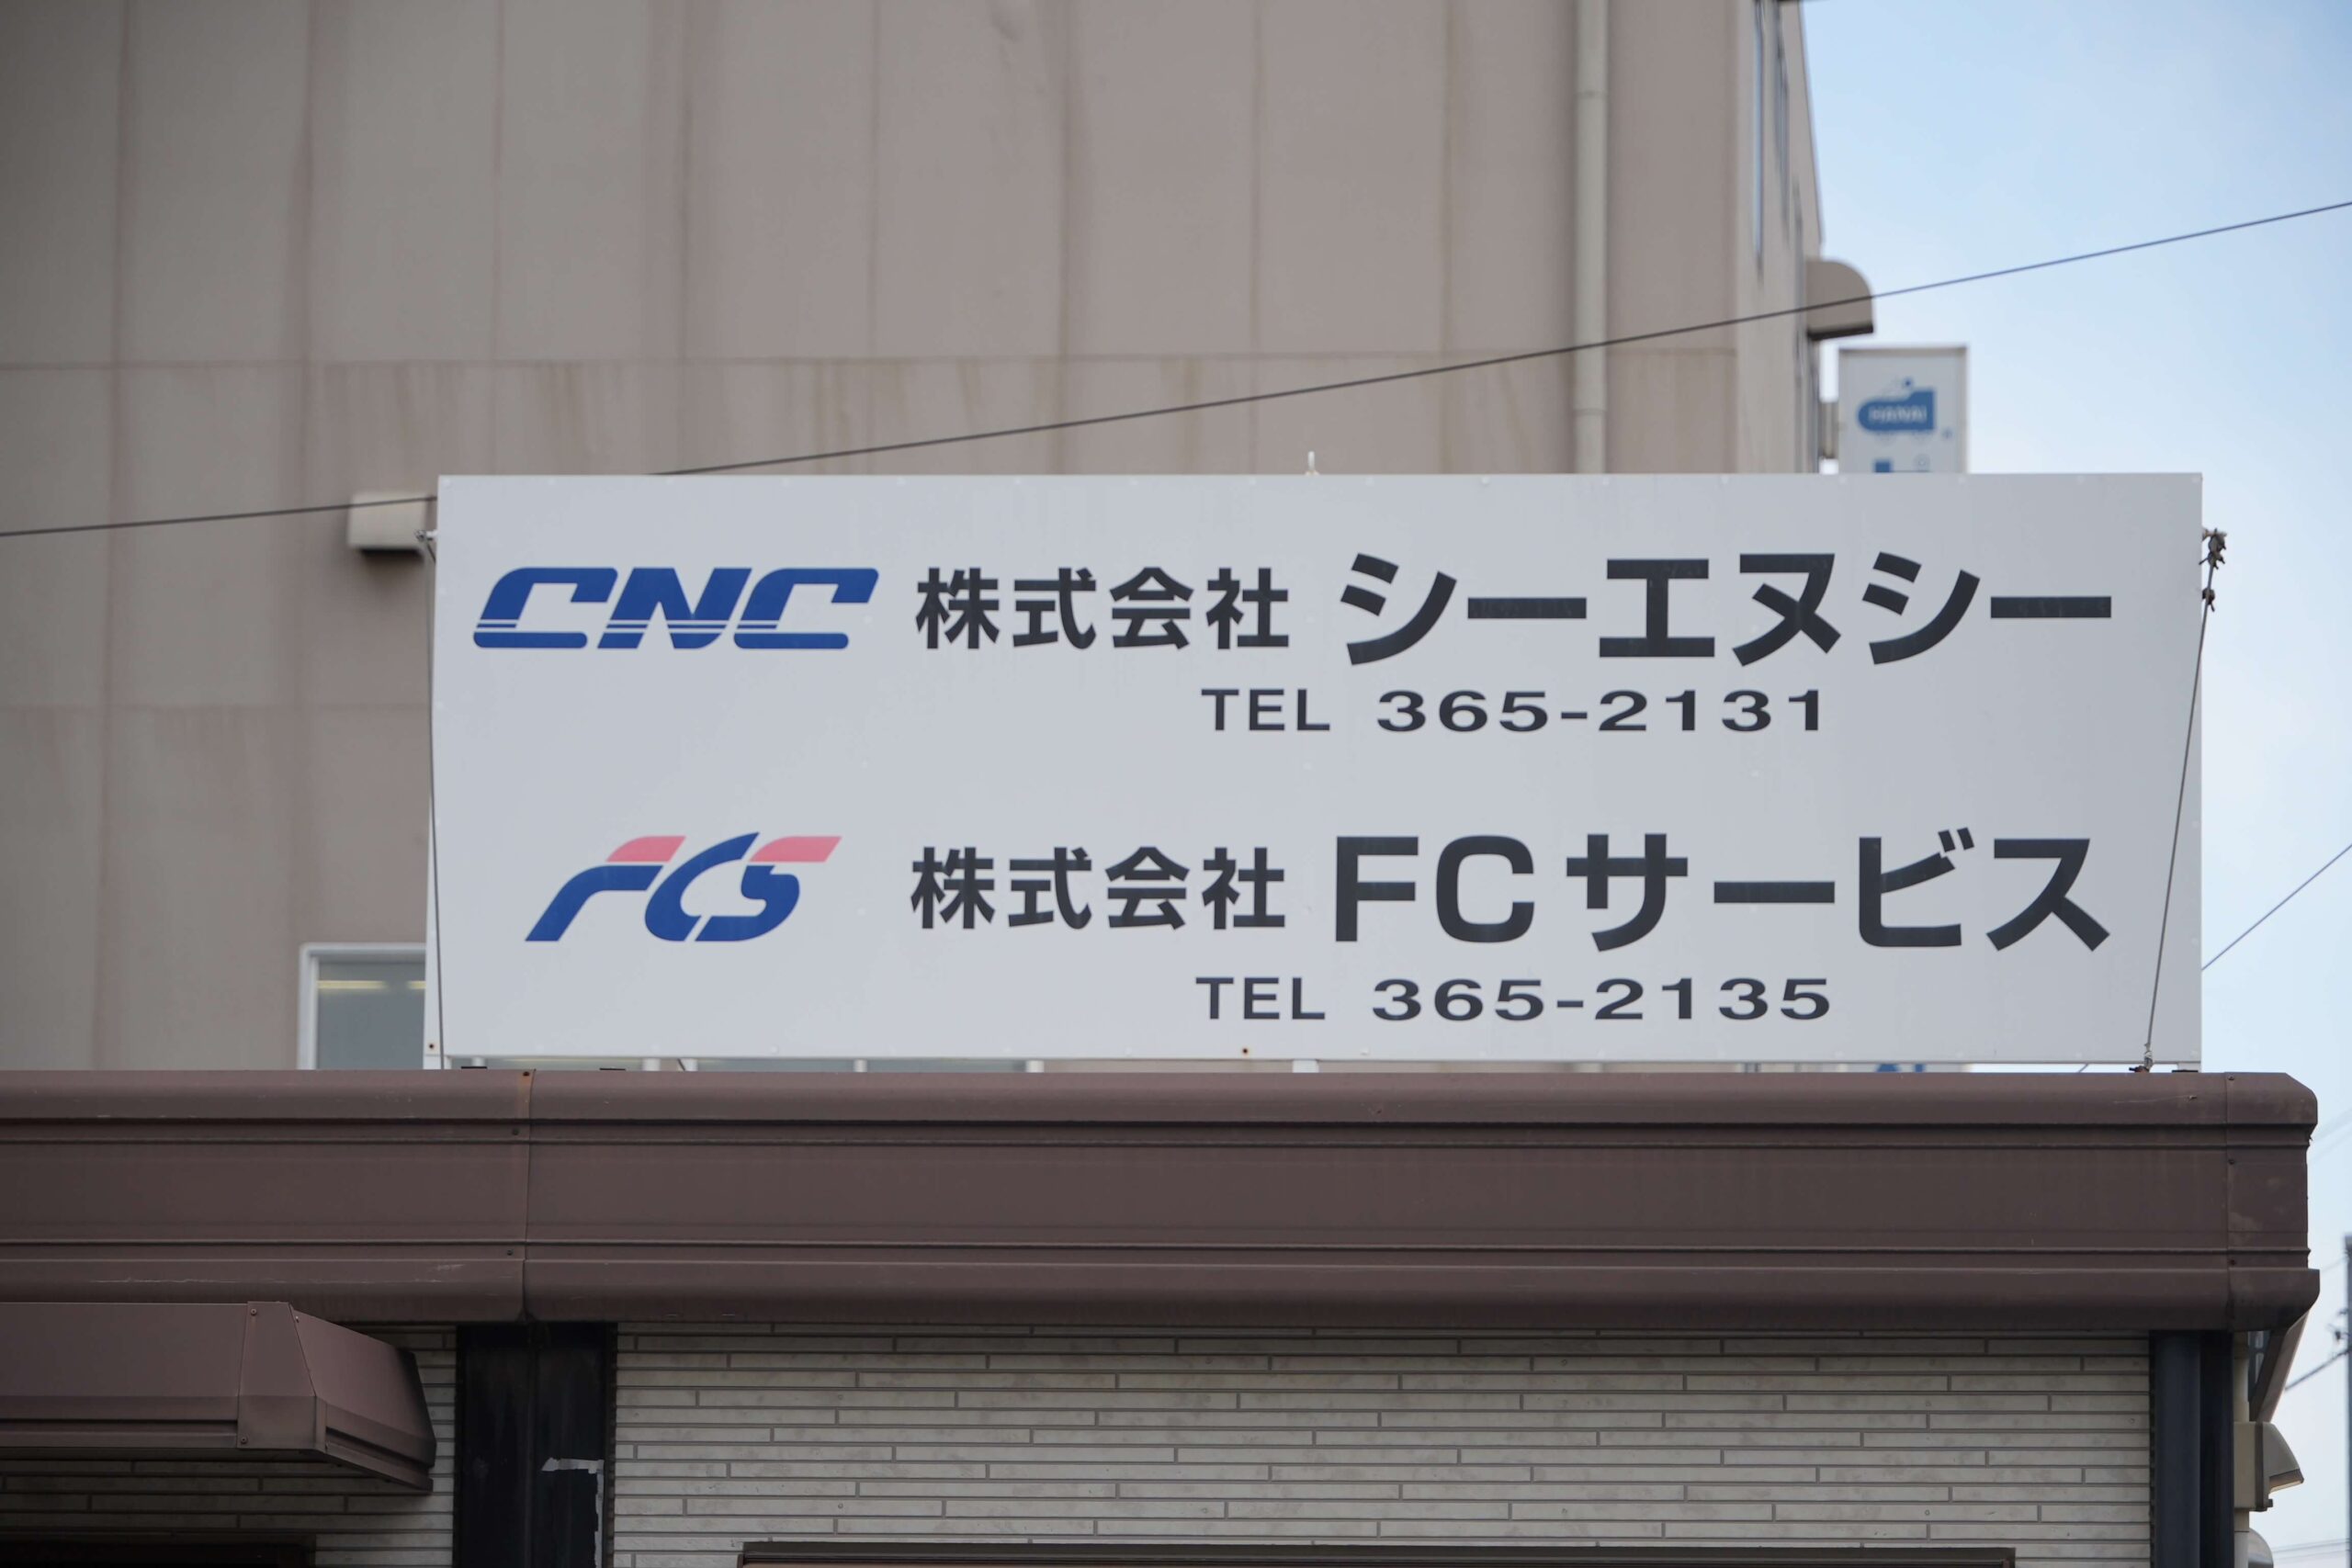 HANAI
CNC 株式会社 シーエヌシー
TEL 365-2131
FCS 株式会社 FCサービス
TEL 365-2135